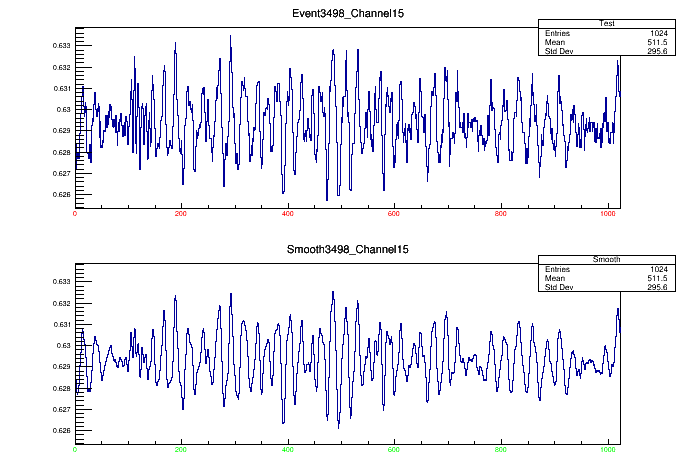 Event3498_Channel15
Test
Entries 1024
Mean 511.5
Std Dev 295.6
0.633
0.632
0.631
0.63
0.629
0.628
0.627
0.626
0 200 400 600 800 1000
Smooth3498_Channel15
Smooth
Entries 1024
Mean 511.5
Std Dev 295.6
0.633
0.632
0.631
0.63
0.629
0.628
0.627
0.626
0 200 400 600 800 1000